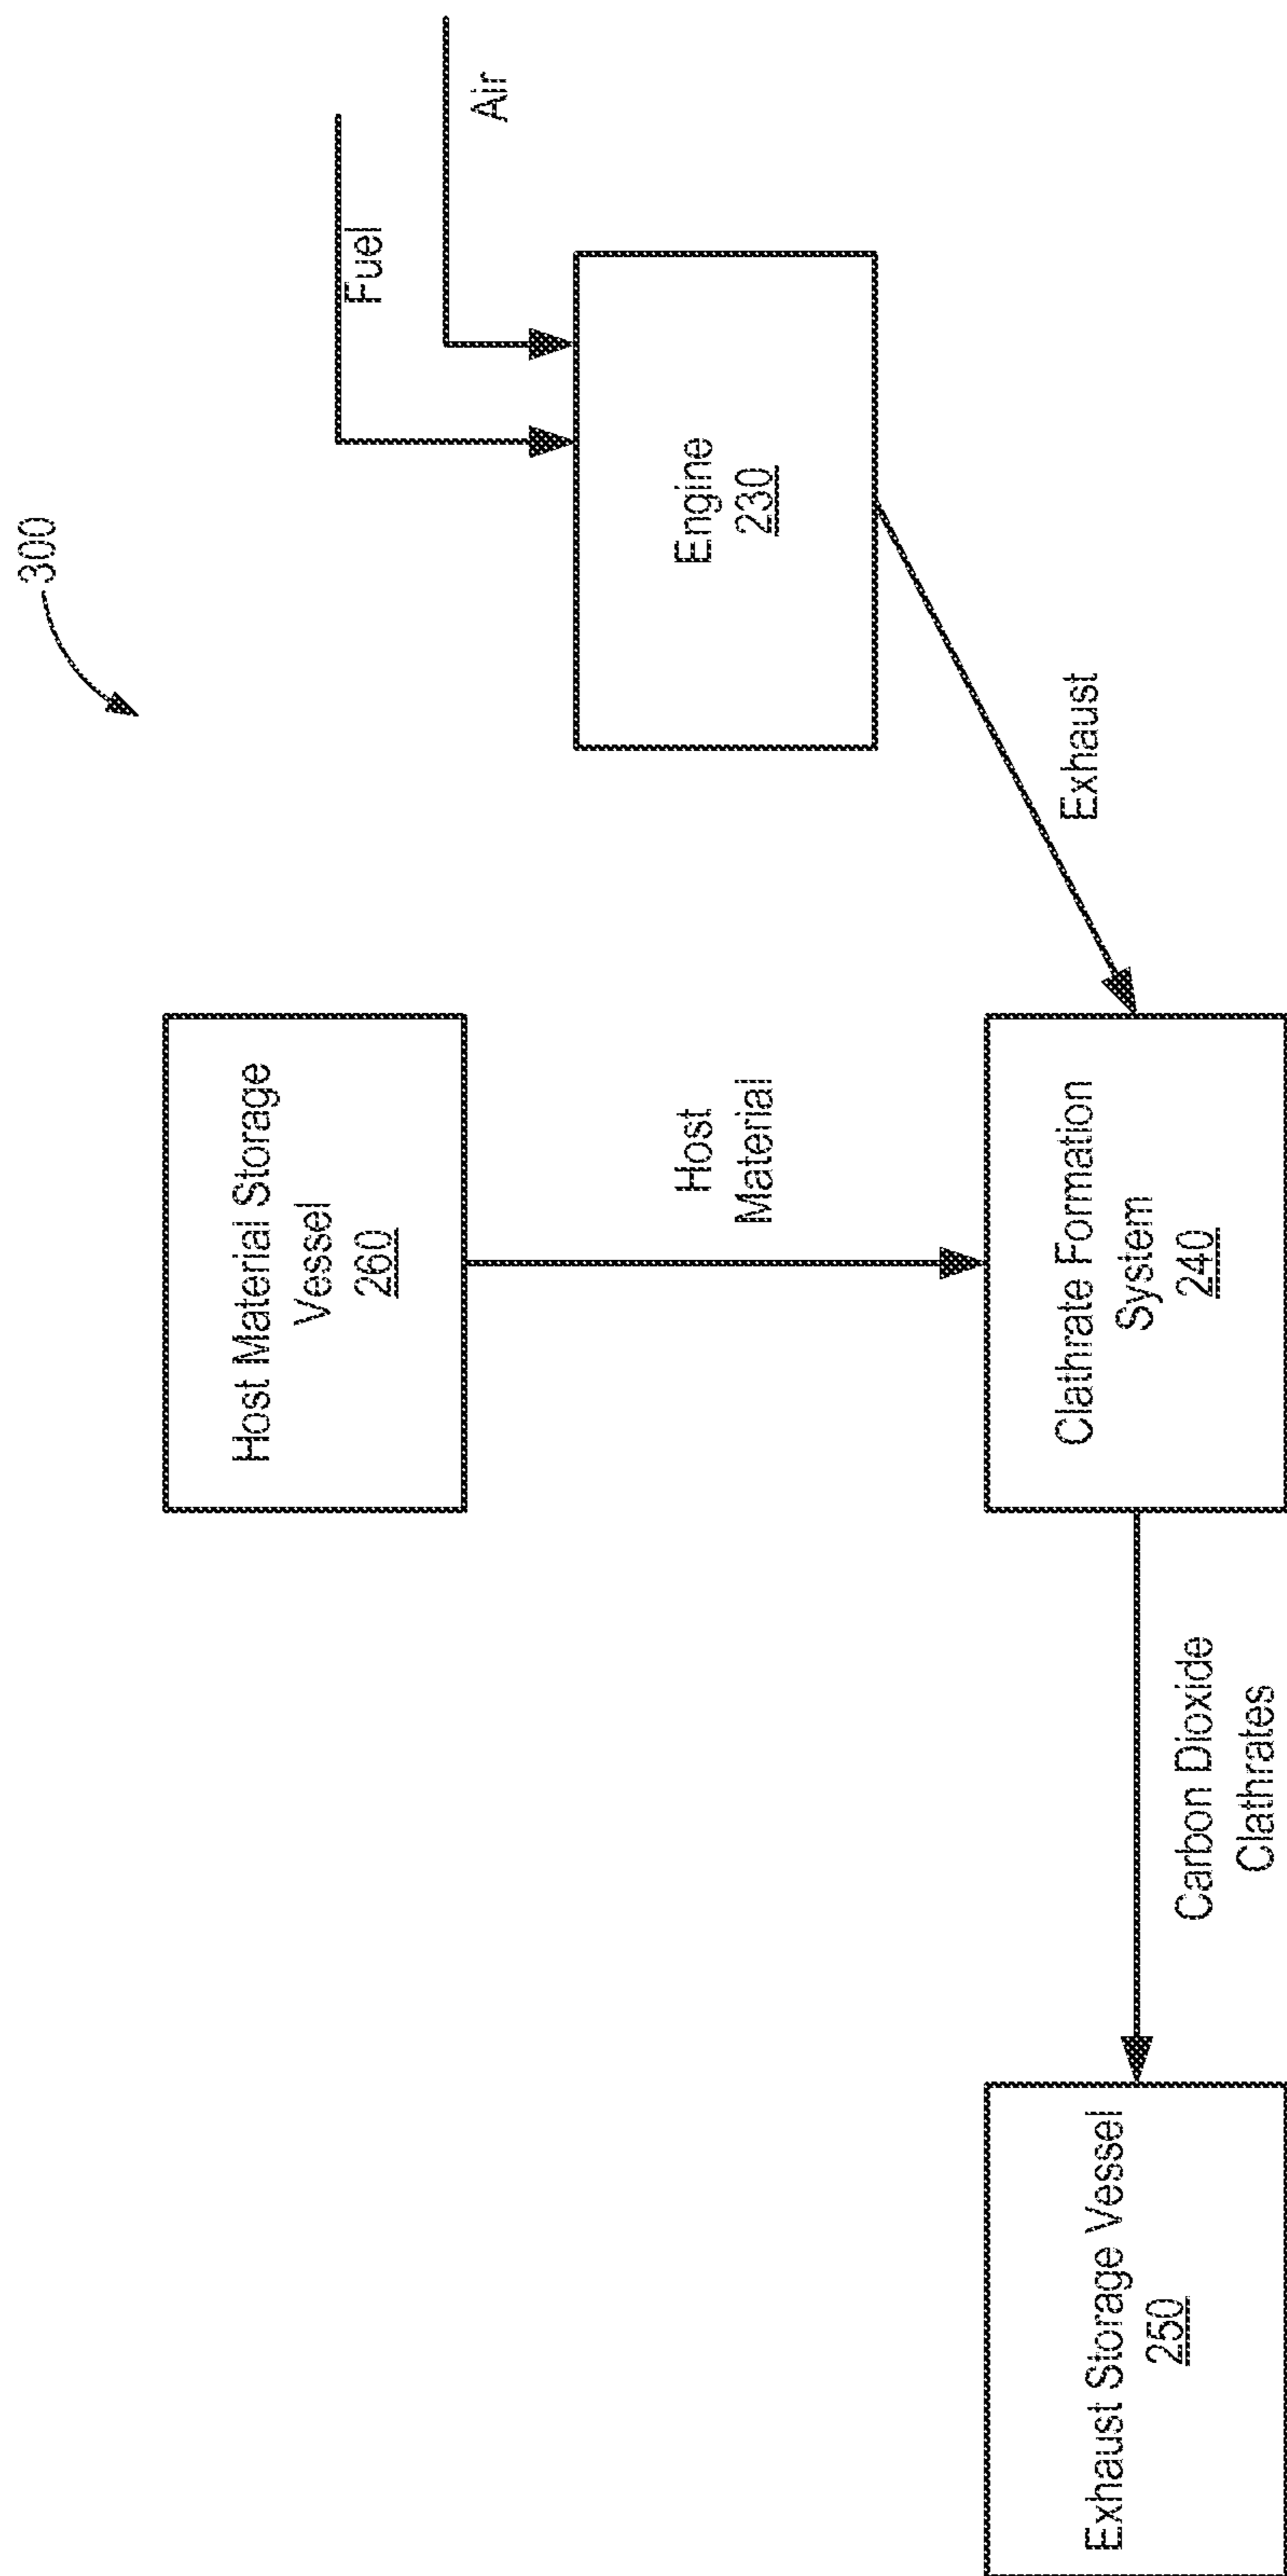 300
Fuel
Air
Engine
230
Exhaust
Host Material Storage
Vessel
260
Host
Material
Clathrate Formation
System
240
Carbon Dioxide
Clathrates
Exhaust Storage Vessel
250